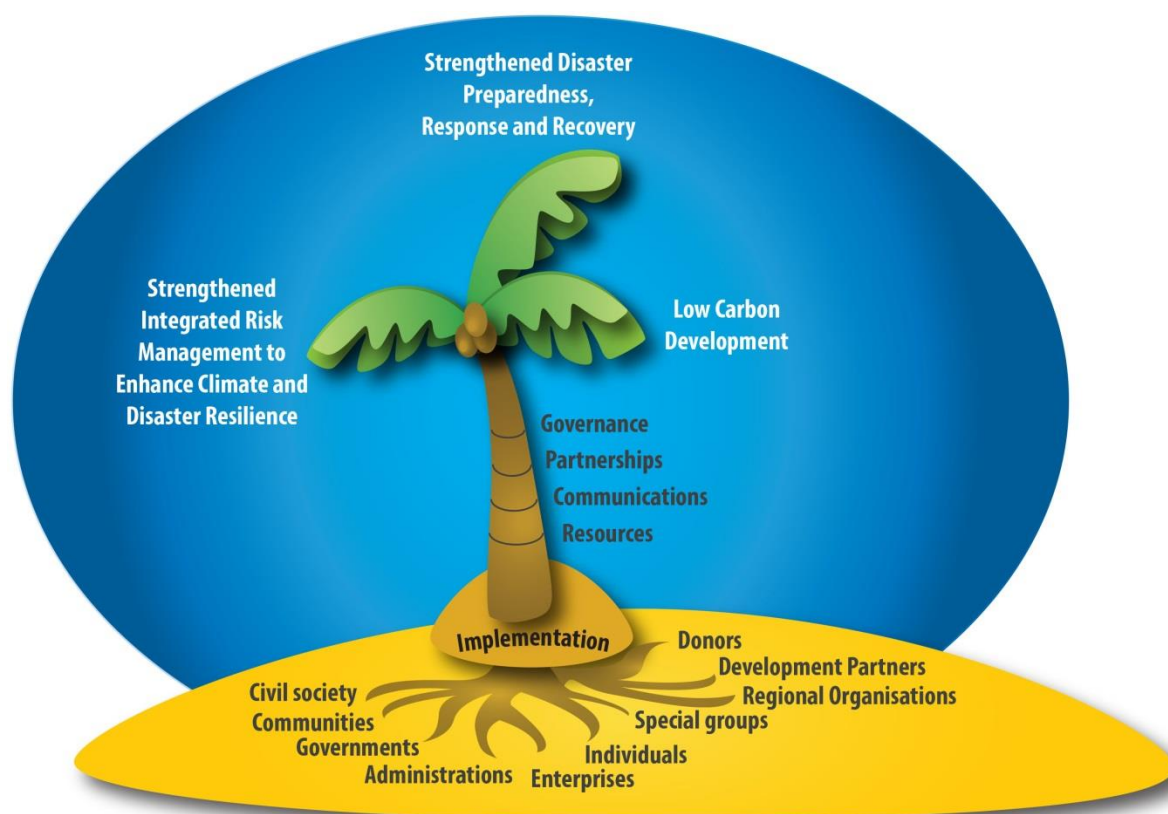 Strengthened Disaster
Preparedness,
Response and Recovery
Strengthened
Integrated Risk
Management to
Enhance Climate and
Disaster Resilience
Low Carbon
Development
Governance
Partnerships
Communications
Resources
Implementation
Donors
Development Partners
Regional Organisations
Special groups
Individuals
Enterprises
Administrations
Governments
Communities
Civil society